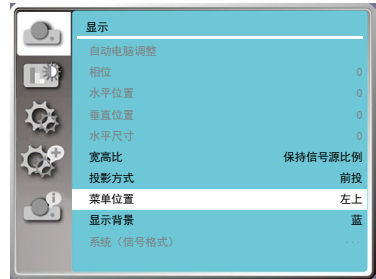 显示
自动电脑调整
相位 0
水平位置 0
垂直位置 0
水平尺寸 0
宽高比 保持信号源比例
投影方式 前投
菜单位置 左上
显示背景 蓝
系统（信号格式） ...